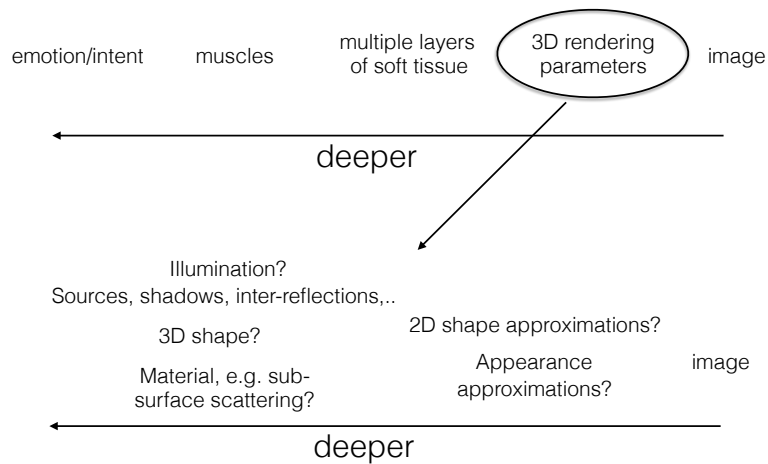 emotion/intent
muscles
multiple layers
of soft tissue
3D rendering
parameters
image
deeper
Illumination?
Sources, shadows, inter-reflections,..
3D shape?
Material, e.g. sub-
surface scattering?
2D shape approximations?
Appearance
approximations?
image
deeper